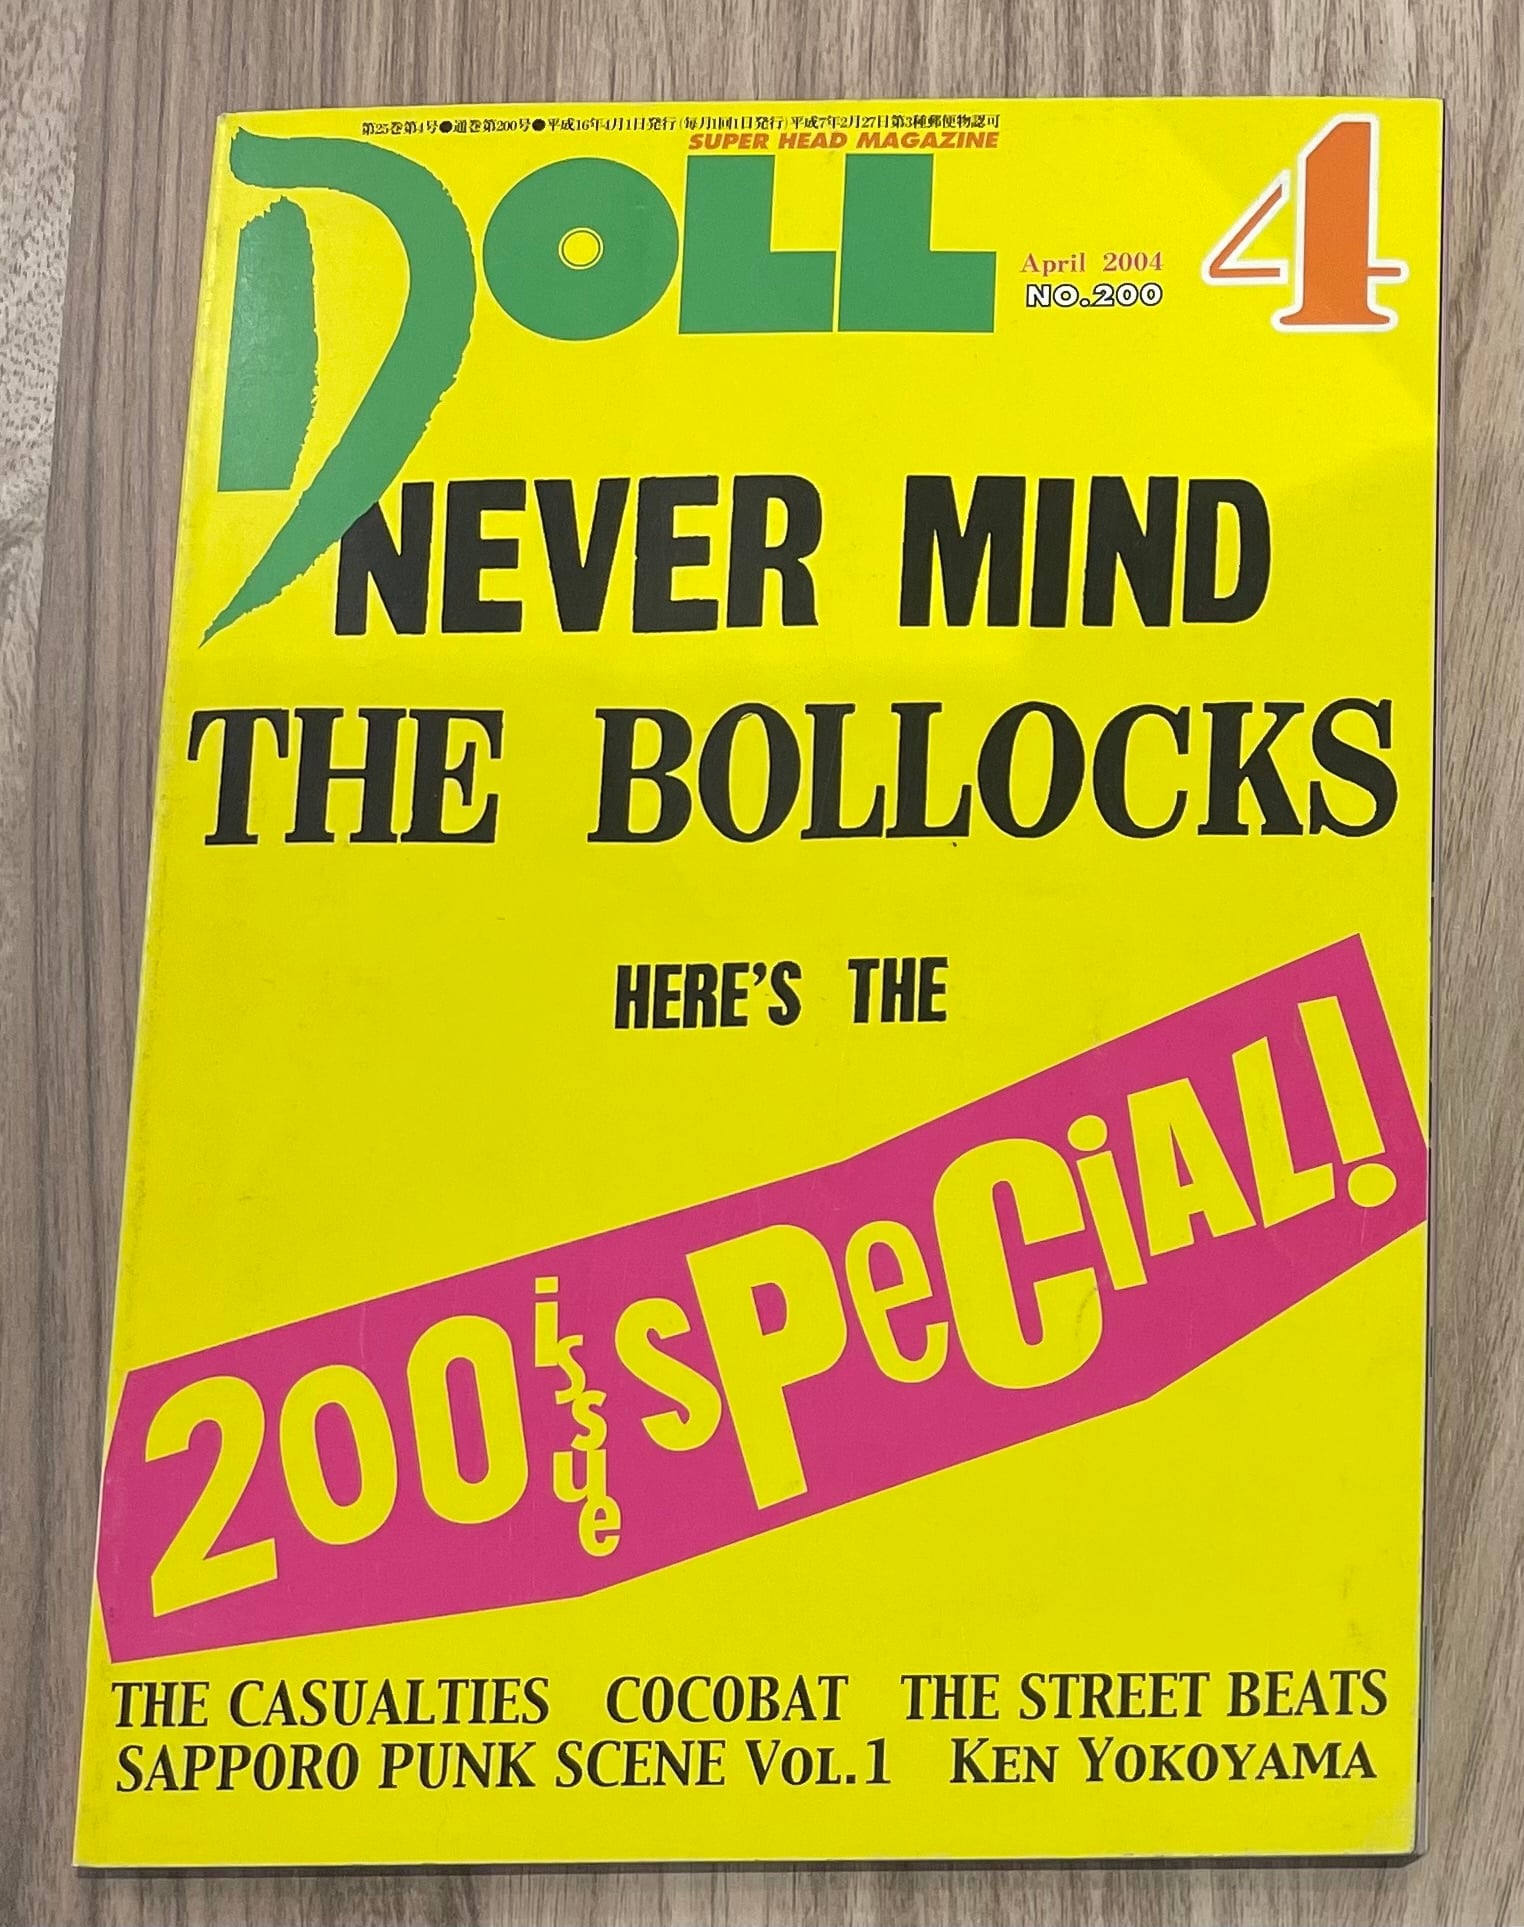 第25巻第4号●通巻第200号●平成16年4月1日発行(毎月1回1日発行)平成7年2月27日第3種郵便物認可
SUPER HEAD MAGAZINE
DOLL
April 2004
NO.200
4
NEVER MIND
THE BOLLOCKS
HERE'S THE
200 issue SPeCiAL!
THE CASUALTIES COCOBAT THE STREET BEATS
SAPPORO PUNK SCENE VOL.1 KEN YOKOYAMA